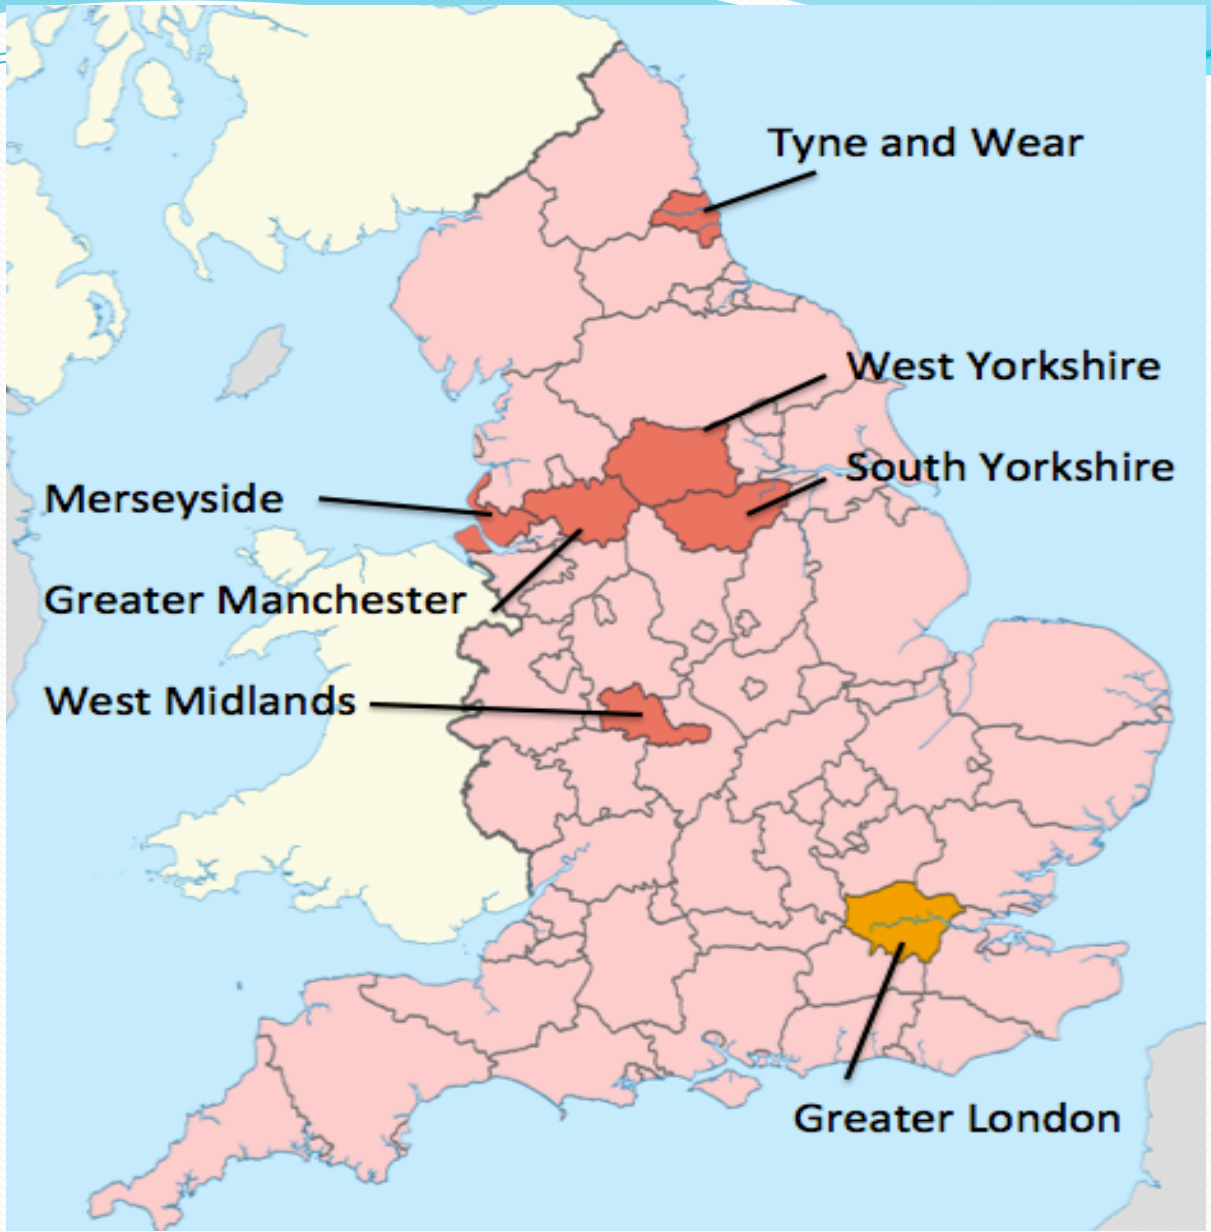 Tyne and Wear
West Yorkshire
South Yorkshire
Merseyside
Greater Manchester
West Midlands
Greater London